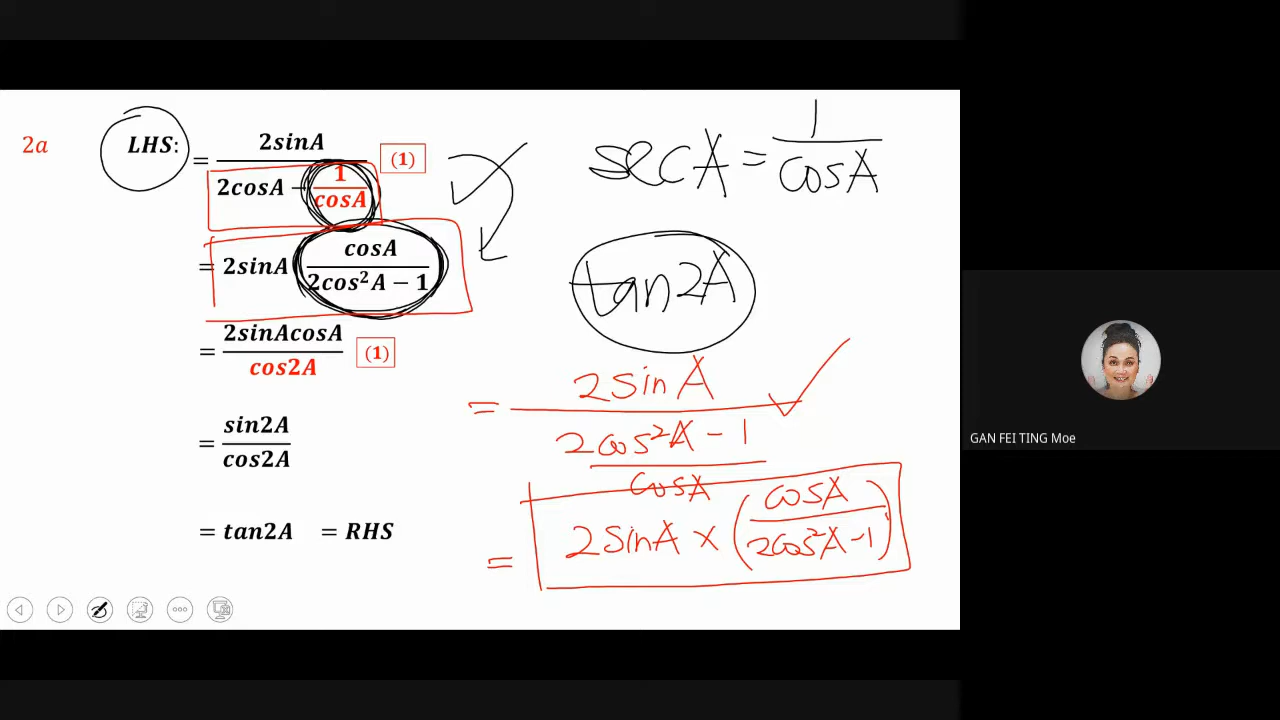 2a
LHS: = 2sinA / (2cosA − 1/cosA) (1)
= 2sinA (cosA / (2cos²A − 1))
= 2sinAcosA / cos2A (1)
= sin2A / cos2A
= tan2A = RHS
secA = 1 / cosA
tan2A
= 2sinA / ((2cos²A − 1) / cosA)
= 2sinA × (cosA / (2cos²A − 1))
GAN FEI TING Moe